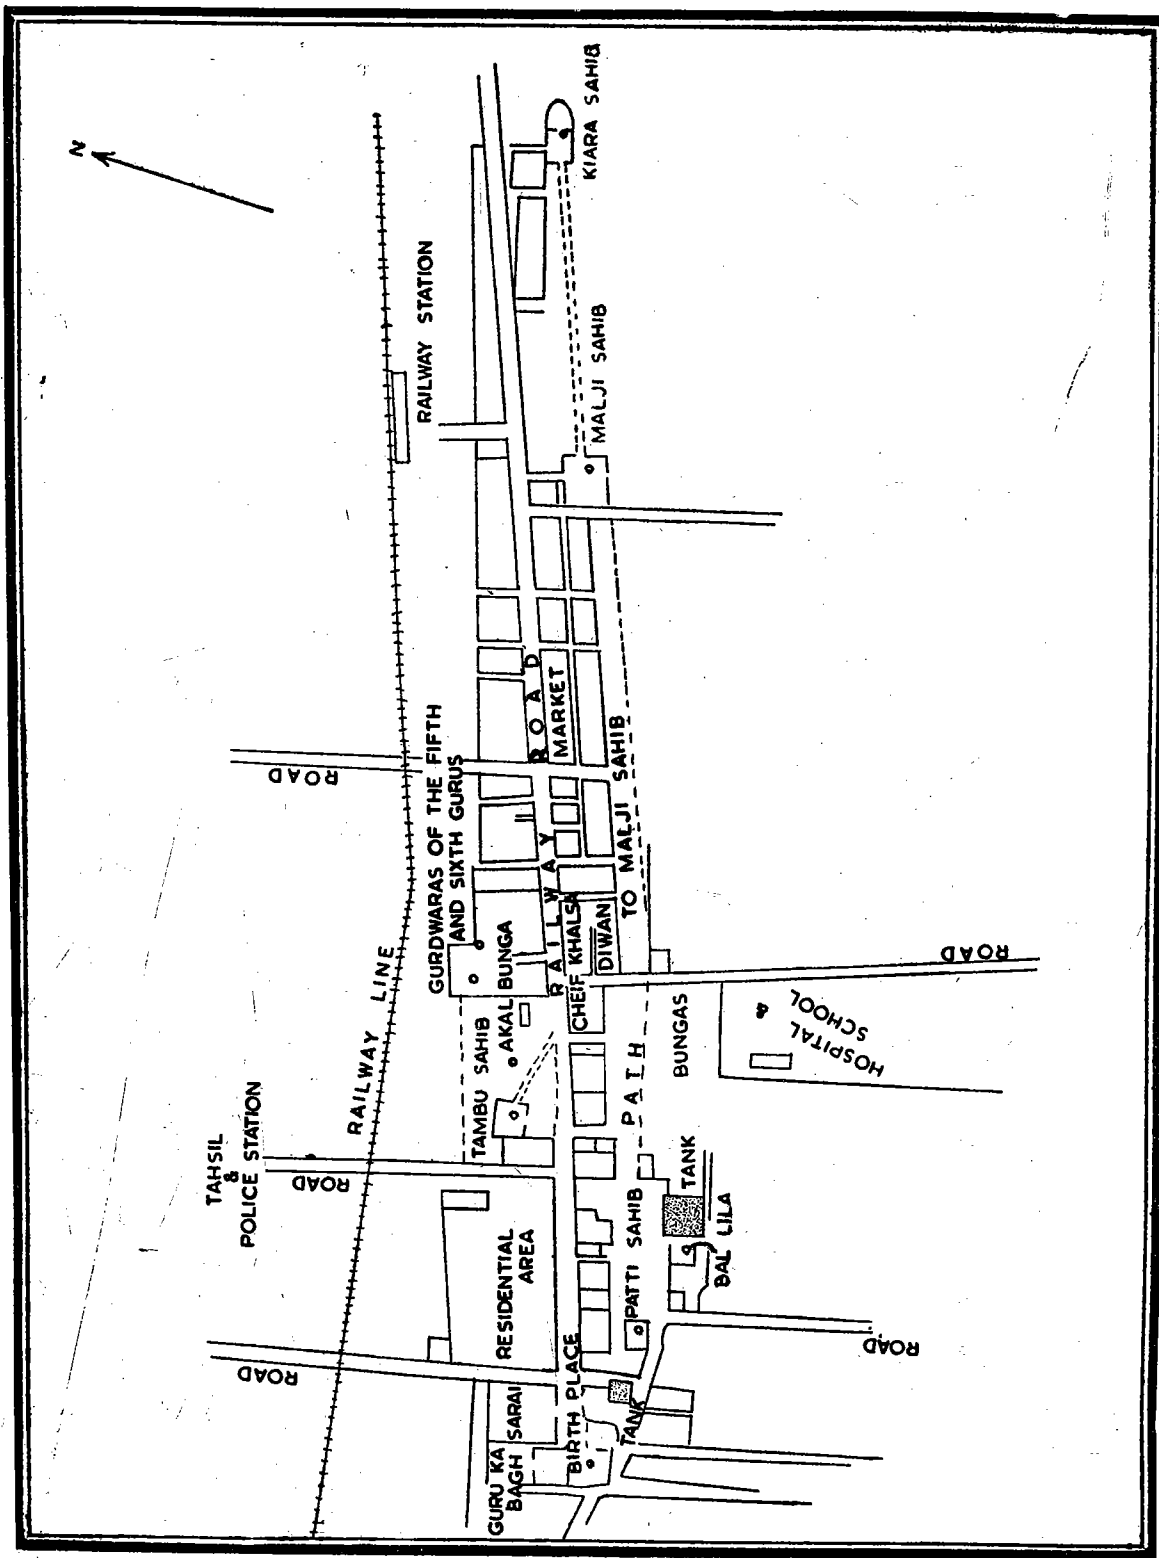 N
KIARA SAHIB
RAILWAY STATION
MALJI SAHIB
ROAD
GURDWARAS OF THE FIFTH
AND SIXTH GURUS
RAILWAY ROAD
MARKET
TO MALJI SAHIB
RAILWAY LINE
AKAL BUNGA
CHEIF KHALSA
DIWAN
ROAD
TAMBU SAHIB
PATH
BUNGAS
HOSPITAL
SCHOOL
TAHSIL
&
POLICE STATION
ROAD
TANK
RESIDENTIAL
AREA
PATTI SAHIB
BAL LILA
ROAD
ROAD
GURU KA
BAGH
SARAI
BIRTH PLACE
TANK